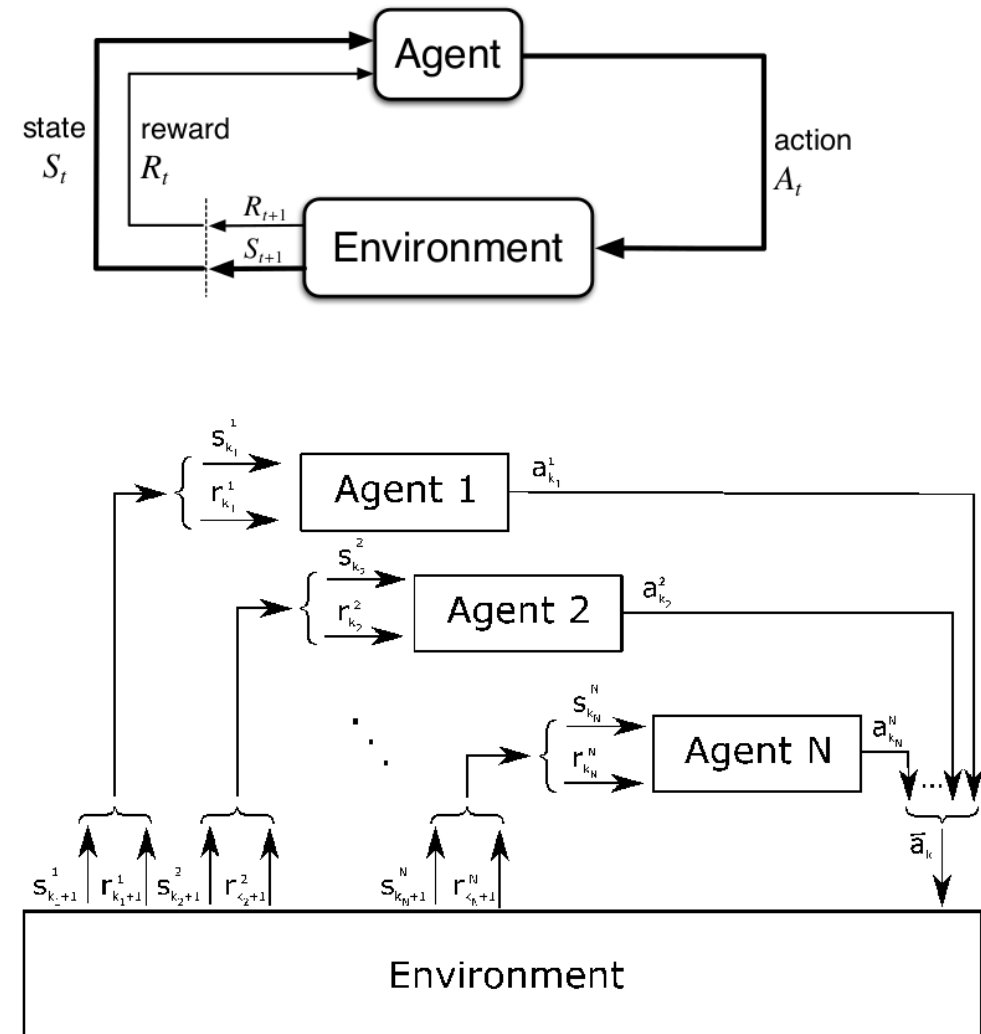 Agent
state
S_t
reward
R_t
action
A_t
R_{t+1}
S_{t+1}
Environment
s^1_{k_1}
r^1_{k_1}
Agent 1
a^1_{k_1}
s^2_{k_2}
r^2_{k_2}
Agent 2
a^2_{k_2}
s^N_{k_N}
r^N_{k_N}
Agent N
a^N_{k_N}
...
ā_k
s^1_{k_1+1} r^1_{k_1+1} s^2_{k_2+1} r^2_{k_2+1} s^N_{k_N+1} r^N_{k_N+1}
Environment